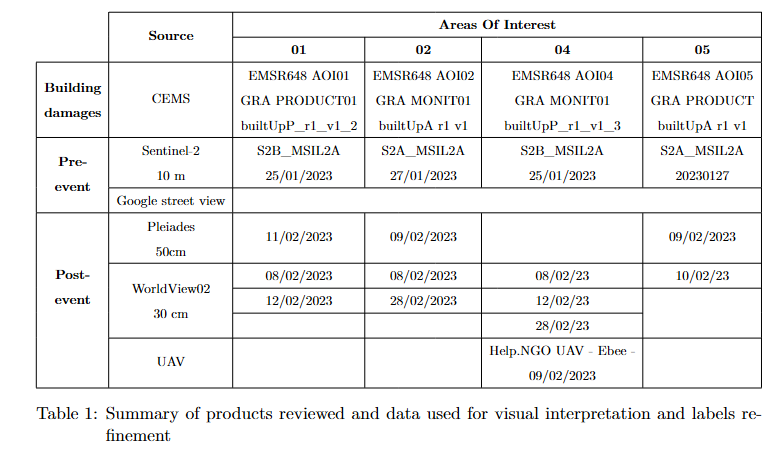 Source Areas Of Interest
01 02 04 05
Building damages CEMS EMSR648 AOI01 EMSR648 AOI02 EMSR648 AOI04 EMSR648 AOI05
GRA PRODUCT01 GRA MONIT01 GRA MONIT01 GRA PRODUCT
builtUpP_r1_v1_2 builtUpA r1 v1 builtUpP_r1_v1_3 builtUpA r1 v1
Pre-event Sentinel-2 S2B_MSIL2A S2A_MSIL2A S2B_MSIL2A S2A_MSIL2A
10 m 25/01/2023 27/01/2023 25/01/2023 20230127
Google street view
Post-event Pleiades 50cm 11/02/2023 09/02/2023 09/02/2023
WorldView02 30 cm 08/02/2023 08/02/2023 08/02/23 10/02/23
12/02/2023 28/02/2023 12/02/23
28/02/23
UAV Help.NGO UAV - Ebee -
09/02/2023
Table 1: Summary of products reviewed and data used for visual interpretation and labels re-
finement